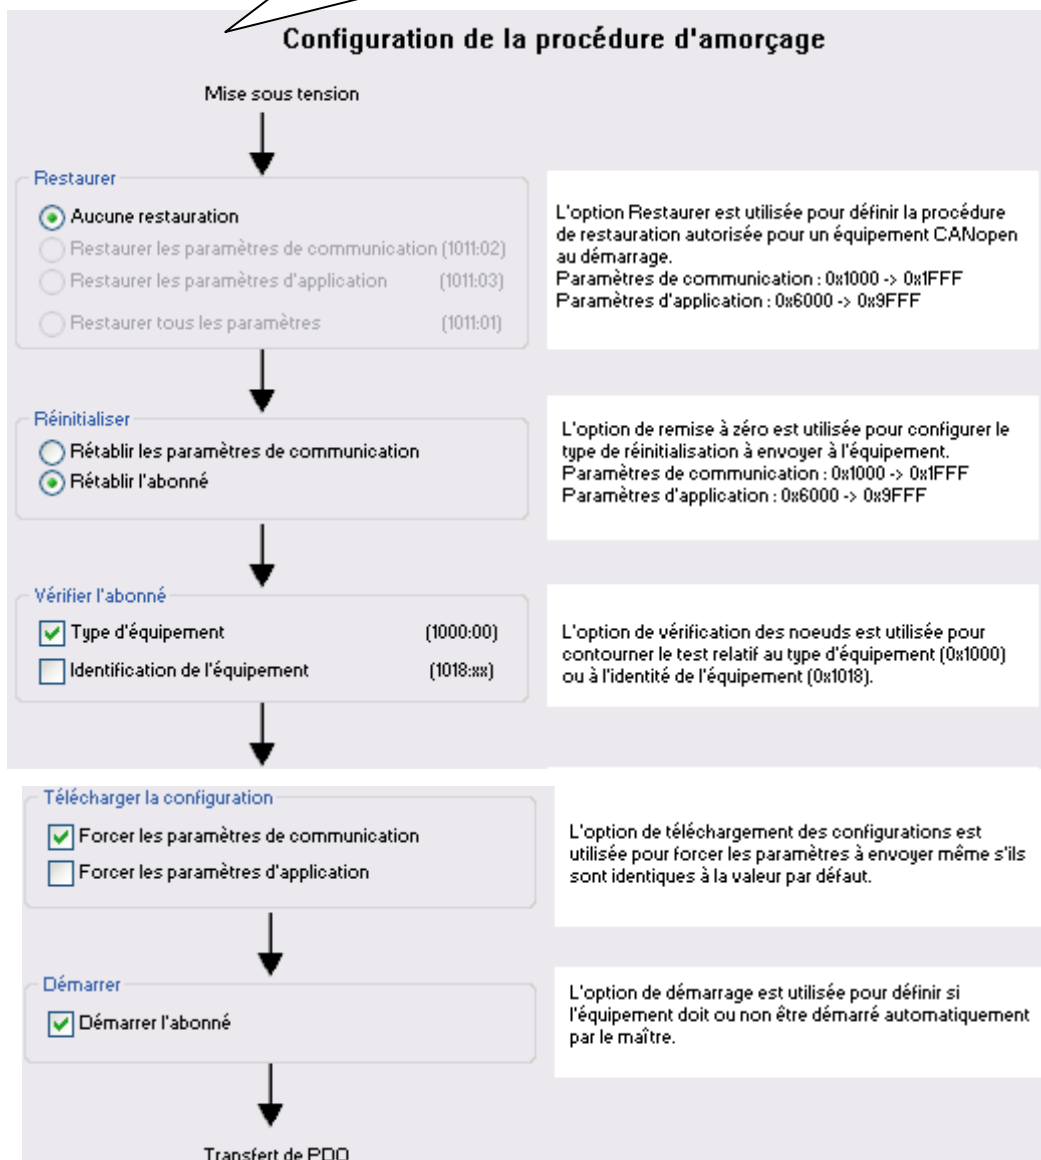 Configuration de la procédure d'amorçage
Mise sous tension
Restaurer
Aucune restauration
Restaurer les paramètres de communication (1011:02)
Restaurer les paramètres d'application (1011:03)
Restaurer tous les paramètres (1011:01)
L'option Restaurer est utilisée pour définir la procédure
de restauration autorisée pour un équipement CANopen
au démarrage.
Paramètres de communication : 0x1000 -> 0x1FFF
Paramètres d'application : 0x6000 -> 0x9FFF
Réinitialiser
Rétablir les paramètres de communication
Rétablir l'abonné
L'option de remise à zéro est utilisée pour configurer le
type de réinitialisation à envoyer à l'équipement.
Paramètres de communication : 0x1000 -> 0x1FFF
Paramètres d'application : 0x6000 -> 0x9FFF
Vérifier l'abonné
Type d'équipement (1000:00)
Identification de l'équipement (1018:xx)
L'option de vérification des noeuds est utilisée pour
contourner le test relatif au type d'équipement (0x1000)
ou à l'identité de l'équipement (0x1018).
Télécharger la configuration
Forcer les paramètres de communication
Forcer les paramètres d'application
L'option de téléchargement des configurations est
utilisée pour forcer les paramètres à envoyer même s'ils
sont identiques à la valeur par défaut.
Démarrer
Démarrer l'abonné
L'option de démarrage est utilisée pour définir si
l'équipement doit ou non être démarré automatiquement
par le maître.
Transfert de PDO